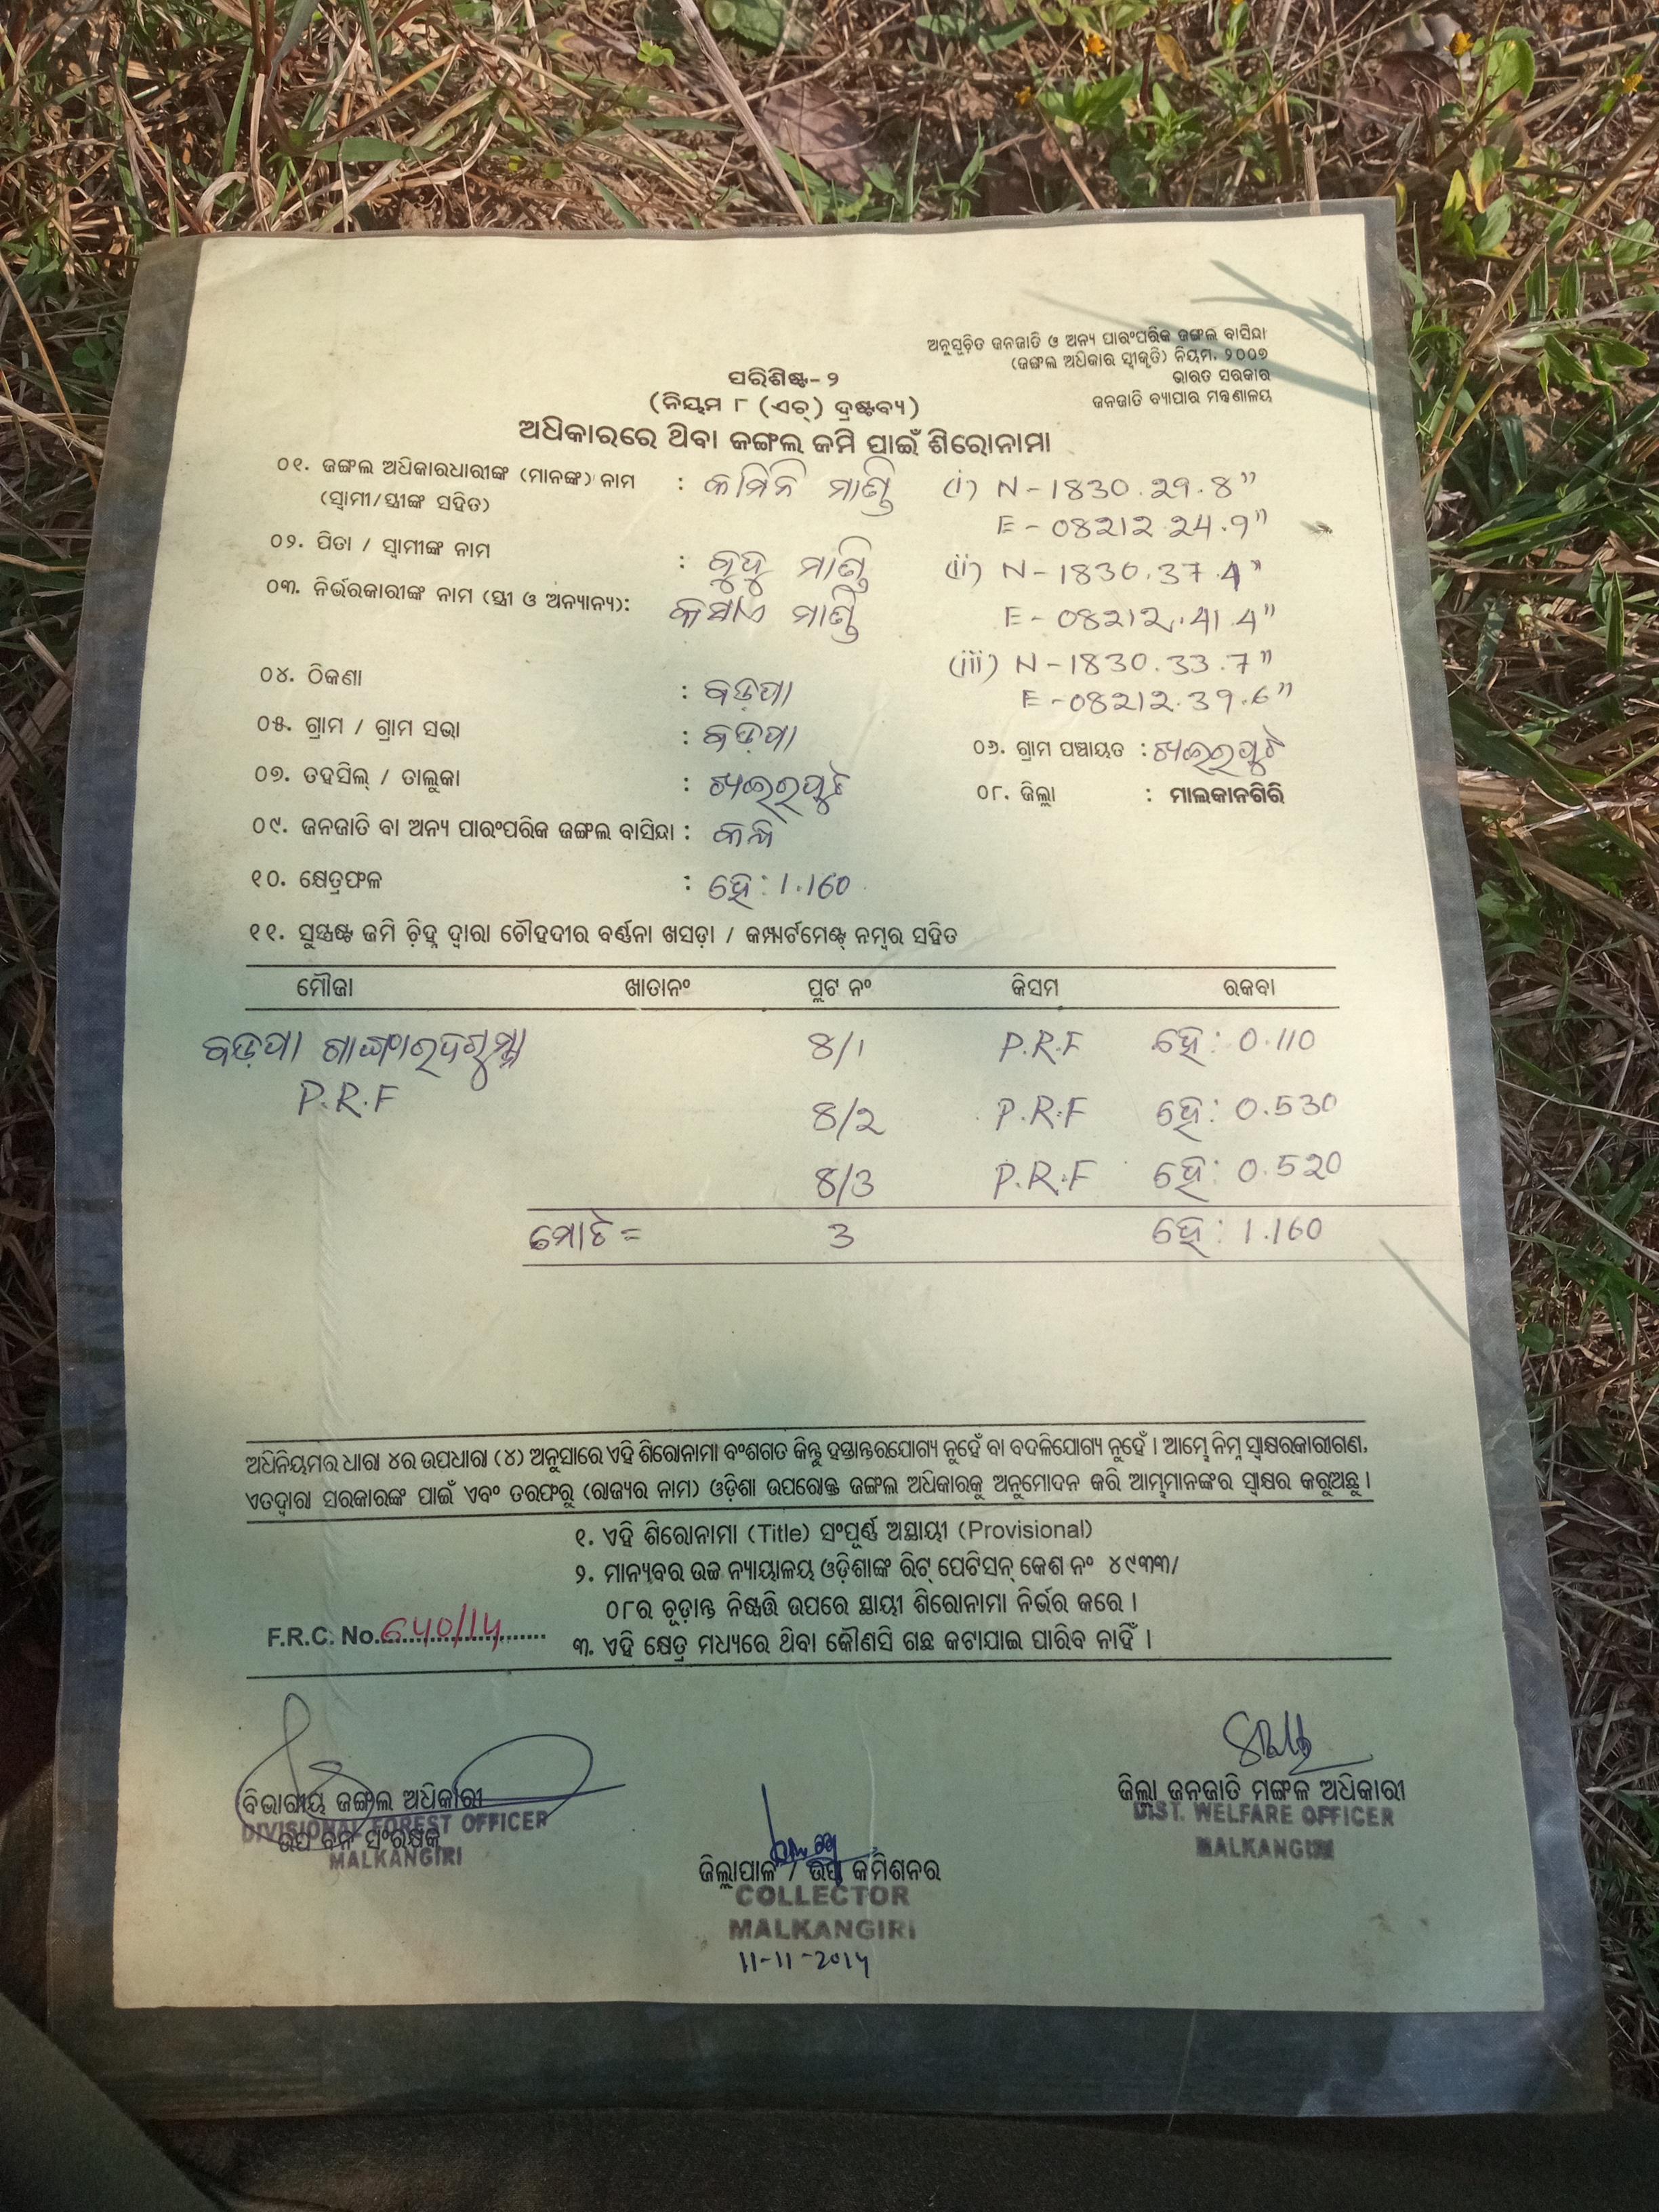 ଅନୁସୂଚିତ ଜନଜାତି ଓ ଅନ୍ୟ ପାରଂପରିକ ଜଙ୍ଗଲ ବାସିନ୍ଦା
(ଜଙ୍ଗଲ ଅଧିକାର ସ୍ୱୀକୃତି) ନିୟମ, ୨୦୦୭
ଭାରତ ସରକାର
ଜନଜାତି ବ୍ୟାପାର ମନ୍ତ୍ରଣାଳୟ
ପରିଶିଷ୍ଟ-୨
(ନିୟମ ୮ (ଏଚ୍) ଦ୍ରଷ୍ଟବ୍ୟ)
ଅଧିକାରରେ ଥିବା ଜଙ୍ଗଲ ଜମି ପାଇଁ ଶିରୋନାମା
୦୧. ଜଙ୍ଗଲ ଅଧିକାରଧାରୀଙ୍କ (ମାନଙ୍କ) ନାମ : ମାଣ୍ଡି (i) N-1830.29.8"
(ସ୍ୱାମୀ/ସ୍ତ୍ରୀଙ୍କ ସହିତ) E-08212.24.9"
୦୨. ପିତା / ସ୍ୱାମୀଙ୍କ ନାମ : ବୁଦୁ ମାଣ୍ଡି (ii) N-1830.37.4"
୦୩. ନିର୍ଭରକାରୀଙ୍କ ନାମ (ସ୍ତ୍ରୀ ଓ ଅନ୍ୟାନ୍ୟ): ମାଣ୍ଡି E-08212.41.4"
(iii) N-1830.33.7"
୦୪. ଠିକଣା : ବଡ଼ପା E-08212.39.6"
୦୫. ଗ୍ରାମ / ଗ୍ରାମ ସଭା : ବଡ଼ପା ୦୬. ଗ୍ରାମ ପଞ୍ଚାୟତ : ଖଇରପୁଟ
୦୭. ତହସିଲ୍ / ତାଲୁକା : ଖଇରପୁଟ ୦୮. ଜିଲ୍ଲା : ମାଲକାନଗିରି
୦୯. ଜନଜାତି ବା ଅନ୍ୟ ପାରଂପରିକ ଜଙ୍ଗଲ ବାସିନ୍ଦା : କନ୍ଧ
୧୦. କ୍ଷେତ୍ରଫଳ : ହେ: 1.160
୧୧. ସୁସ୍ପଷ୍ଟ ଜମି ଚିହ୍ନ ଦ୍ୱାରା ଚୌହଦୀର ବର୍ଣ୍ଣନା ଖସଡ଼ା / କମ୍ପାର୍ଟମେଣ୍ଟ୍ ନମ୍ବର ସହିତ
ମୌଜା ଖାତାନଂ ପ୍ଲଟ ନଂ କିସମ ରକବା
ବଡ଼ପା 8/1 P.R.F ହେ: 0.110
P.R.F
8/2 P.R.F ହେ: 0.530
8/3 P.R.F ହେ: 0.520
ମୋଟ = 3 ହେ: 1.160
ଅଧିନିୟମର ଧାରା ୪ର ଉପଧାରା (୪) ଅନୁସାରେ ଏହି ଶିରୋନାମା ବଂଶଗତ କିନ୍ତୁ ହସ୍ତାନ୍ତରଯୋଗ୍ୟ ନୁହେଁ ବା ବଦଳିଯୋଗ୍ୟ ନୁହେଁ । ଆମ୍ଭେ ନିମ୍ନ ସ୍ୱାକ୍ଷରକାରୀଗଣ,
ଏତଦ୍ୱାରା ସରକାରଙ୍କ ପାଇଁ ଏବଂ ତରଫରୁ (ରାଜ୍ୟର ନାମ) ଓଡ଼ିଶା ଉପରୋକ୍ତ ଜଙ୍ଗଲ ଅଧିକାରକୁ ଅନୁମୋଦନ କରି ଆମ୍ଭମାନଙ୍କର ସ୍ୱାକ୍ଷର କରୁଅଛୁ ।
୧. ଏହି ଶିରୋନାମା (Title) ସଂପୂର୍ଣ୍ଣ ଅସ୍ଥାୟୀ (Provisional)
୨. ମାନ୍ୟବର ଉଚ୍ଚ ନ୍ୟାୟାଳୟ ଓଡ଼ିଶାଙ୍କ ରିଟ୍ ପେଟିସନ୍ କେଶ ନଂ ୪୯୩୩/
୦୮ର ଚୂଡ଼ାନ୍ତ ନିଷ୍ପତ୍ତି ଉପରେ ସ୍ଥାୟୀ ଶିରୋନାମା ନିର୍ଭର କରେ ।
F.R.C. No.
୩. ଏହି କ୍ଷେତ୍ର ମଧ୍ୟରେ ଥିବା କୌଣସି ଗଛ କଟାଯାଇ ପାରିବ ନାହିଁ ।
ବିଭାଗୀୟ ଜଙ୍ଗଲ ଅଧିକାରୀ
DIVISIONAL FOREST OFFICER
ଉପ ବନ ସଂରକ୍ଷକ
MALKANGIRI
ଜିଲ୍ଲା ଜନଜାତି ମଙ୍ଗଳ ଅଧିକାରୀ
DIST. WELFARE OFFICER
MALKANGIRI
ଜିଲ୍ଲାପାଳ / ଉପ କମିଶନର
COLLECTOR
MALKANGIRI
11-11-2014